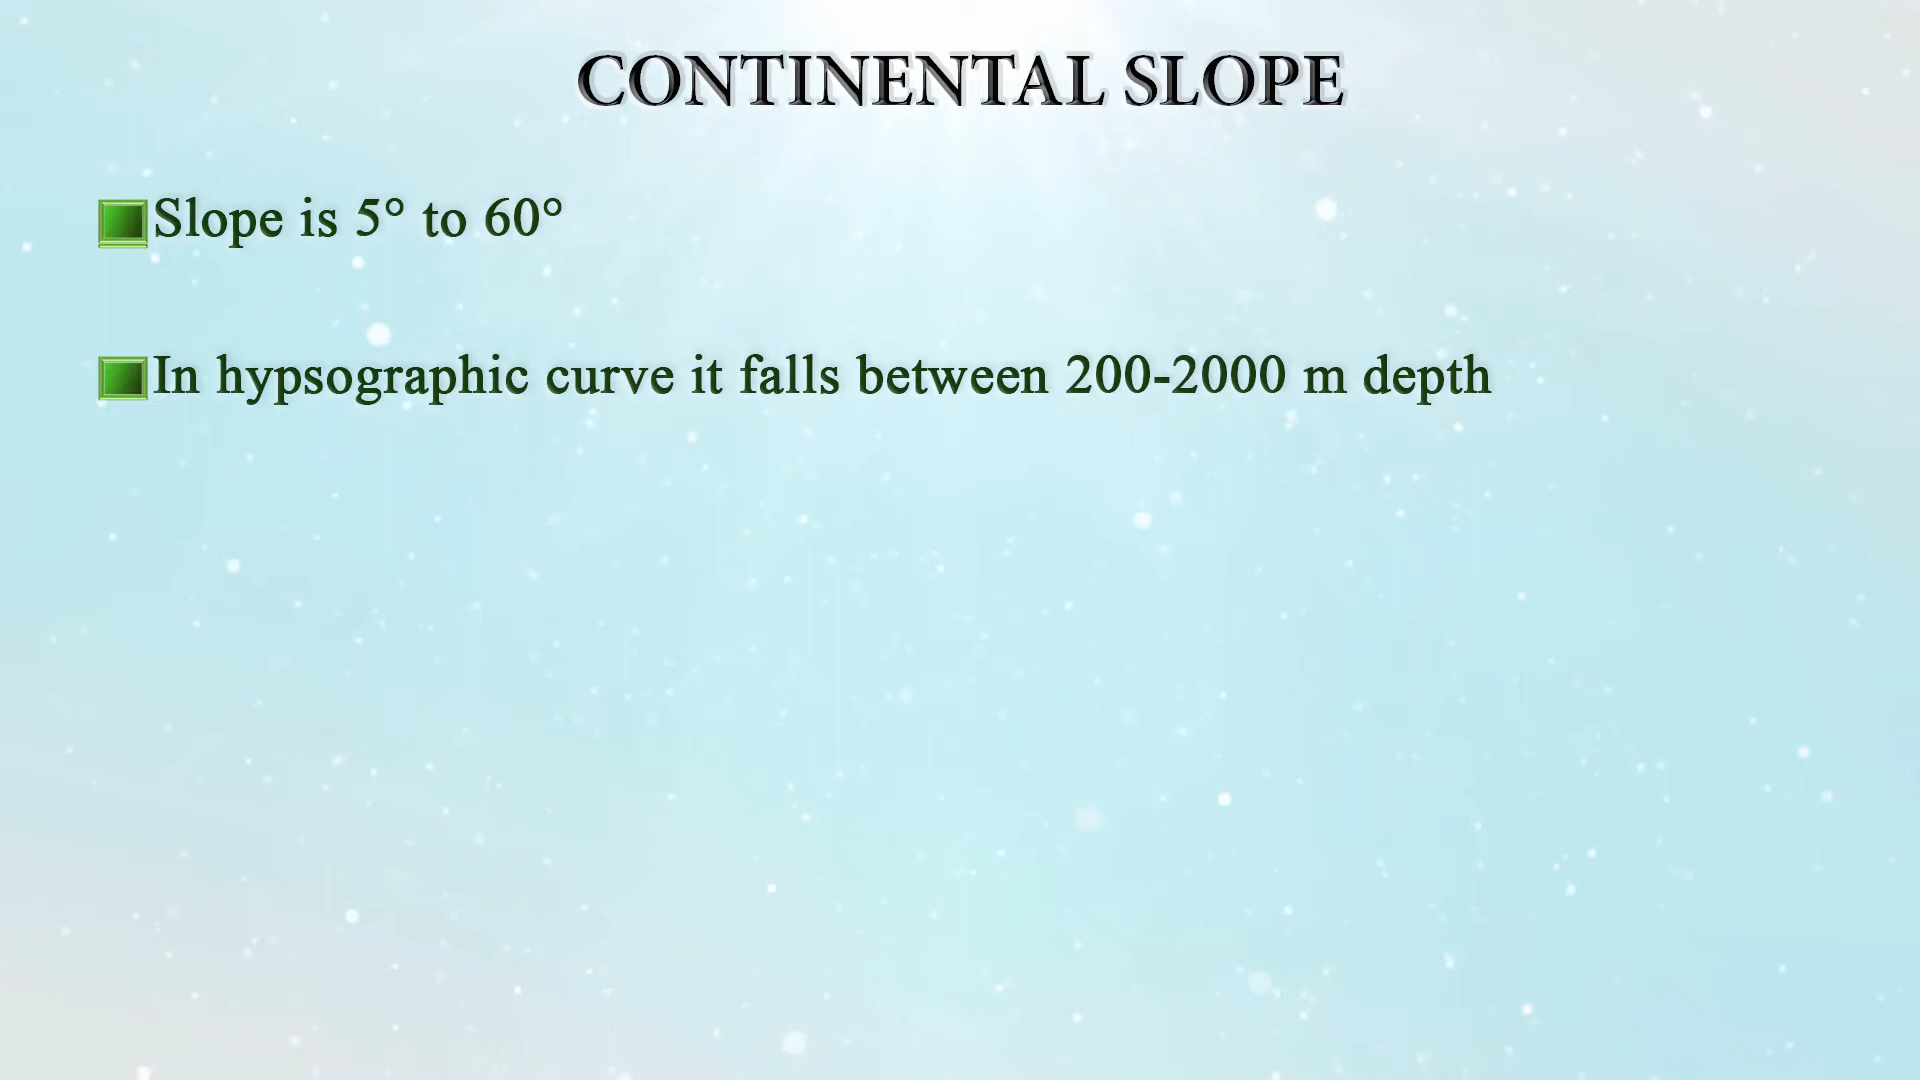 CONTINENTAL SLOPE
Slope is 5° to 60°
In hypsographic curve it falls between 200-2000 m depth